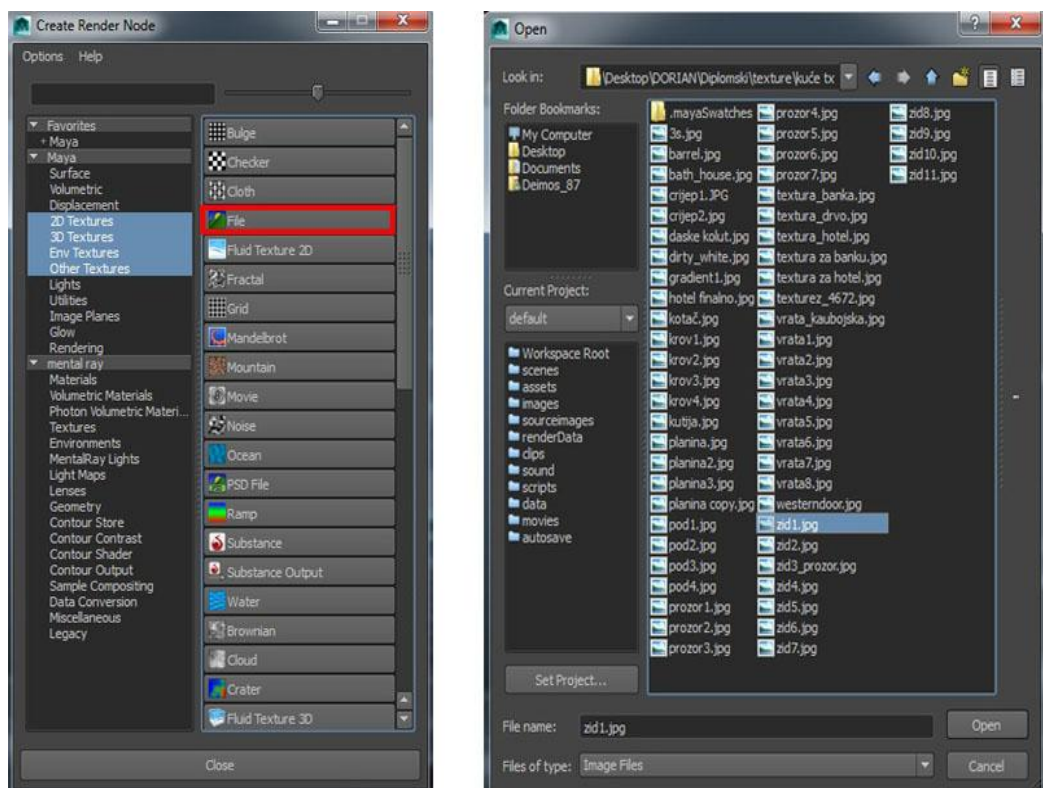 Create Render Node
Options Help
Favorites
+ Maya
Maya
Surface
Volumetric
Displacement
2D Textures
3D Textures
Env Textures
Other Textures
Lights
Utilities
Image Planes
Glow
Rendering
mental ray
Materials
Volumetric Materials
Photon Volumetric Materi...
Textures
Environments
MentalRay Lights
Light Maps
Lenses
Geometry
Contour Store
Contour Contrast
Contour Shader
Contour Output
Sample Compositing
Data Conversion
Miscellaneous
Legacy
Bulge
Checker
Cloth
File
Fluid Texture 2D
Fractal
Grid
Mandelbrot
Mountain
Movie
Noise
Ocean
PSD File
Ramp
Substance
Substance Output
Water
Brownian
Cloud
Crater
Fluid Texture 3D
Close
Open
Look in: \Desktop\DORIAN\Diplomski\texture\kuće tx
Folder Bookmarks:
My Computer
Desktop
Documents
Deimos_87
Current Project:
default
Workspace Root
scenes
assets
images
sourceimages
renderData
clips
sound
scripts
data
movies
autosave
Set Project...
.mayaSwatches
3s.jpg
barrel.jpg
bath_house.jpg
crijep1.JPG
crijep2.jpg
daske kolut.jpg
dirty_white.jpg
gradient1.jpg
hotel finalno.jpg
kotač.jpg
krov1.jpg
krov2.jpg
krov3.jpg
krov4.jpg
kutija.jpg
planina.jpg
planina2.jpg
planina3.jpg
planina copy.jpg
pod1.jpg
pod2.jpg
pod3.jpg
pod4.jpg
prozor1.jpg
prozor2.jpg
prozor3.jpg
prozor4.jpg
prozor5.jpg
prozor6.jpg
prozor7.jpg
textura_banka.jpg
textura_drvo.jpg
textura_hotel.jpg
textura za banku.jpg
textura za hotel.jpg
texturez_4672.jpg
vrata_kaubojska.jpg
vrata1.jpg
vrata2.jpg
vrata3.jpg
vrata4.jpg
vrata5.jpg
vrata6.jpg
vrata7.jpg
vrata8.jpg
westerndoor.jpg
zid1.jpg
zid2.jpg
zid3_prozor.jpg
zid4.jpg
zid5.jpg
zid6.jpg
zid7.jpg
zid8.jpg
zid9.jpg
zid10.jpg
zid11.jpg
File name: zid1.jpg
Open
Files of type: Image Files
Cancel